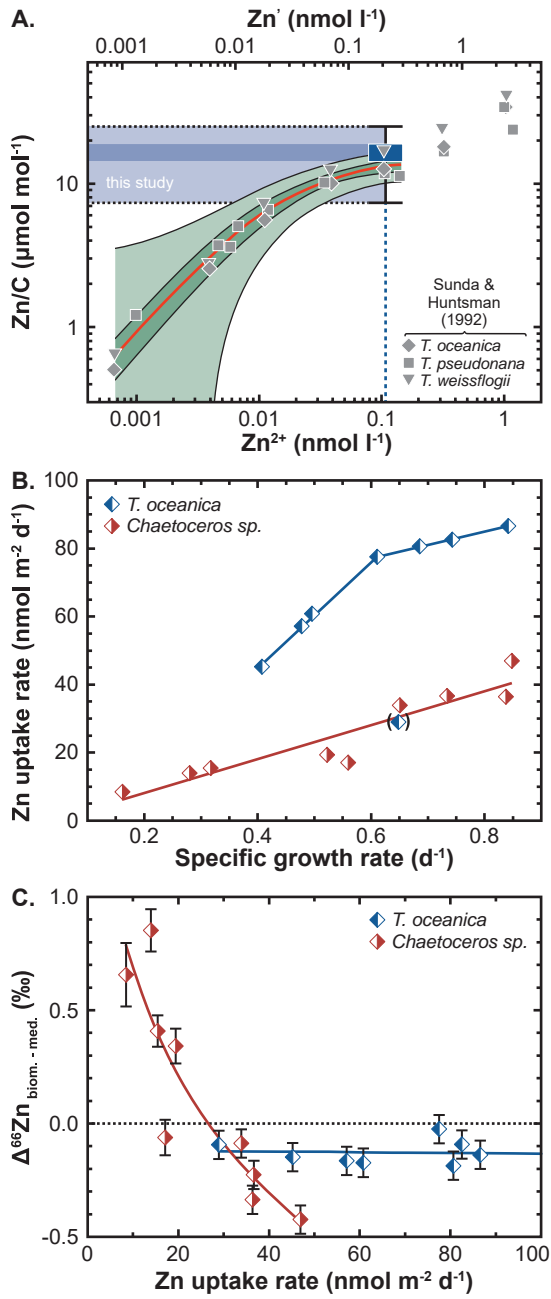 A.
Zn' (nmol l⁻¹)
0.001 0.01 0.1 1
Zn/C (µmol mol⁻¹)
10
1
this study
Sunda &
Huntsman
(1992)
T. oceanica
T. pseudonana
T. weissflogii
0.001 0.01 0.1 1
Zn²⁺ (nmol l⁻¹)
B.
Zn uptake rate (nmol m⁻² d⁻¹)
100
80
60
40
20
0
T. oceanica
Chaetoceros sp.
( )
0.2 0.4 0.6 0.8
Specific growth rate (d⁻¹)
C.
Δ⁶⁶Zn biom. - med. (‰)
1.0
0.5
0.0
-0.5
T. oceanica
Chaetoceros sp.
0 20 40 60 80 100
Zn uptake rate (nmol m⁻² d⁻¹)